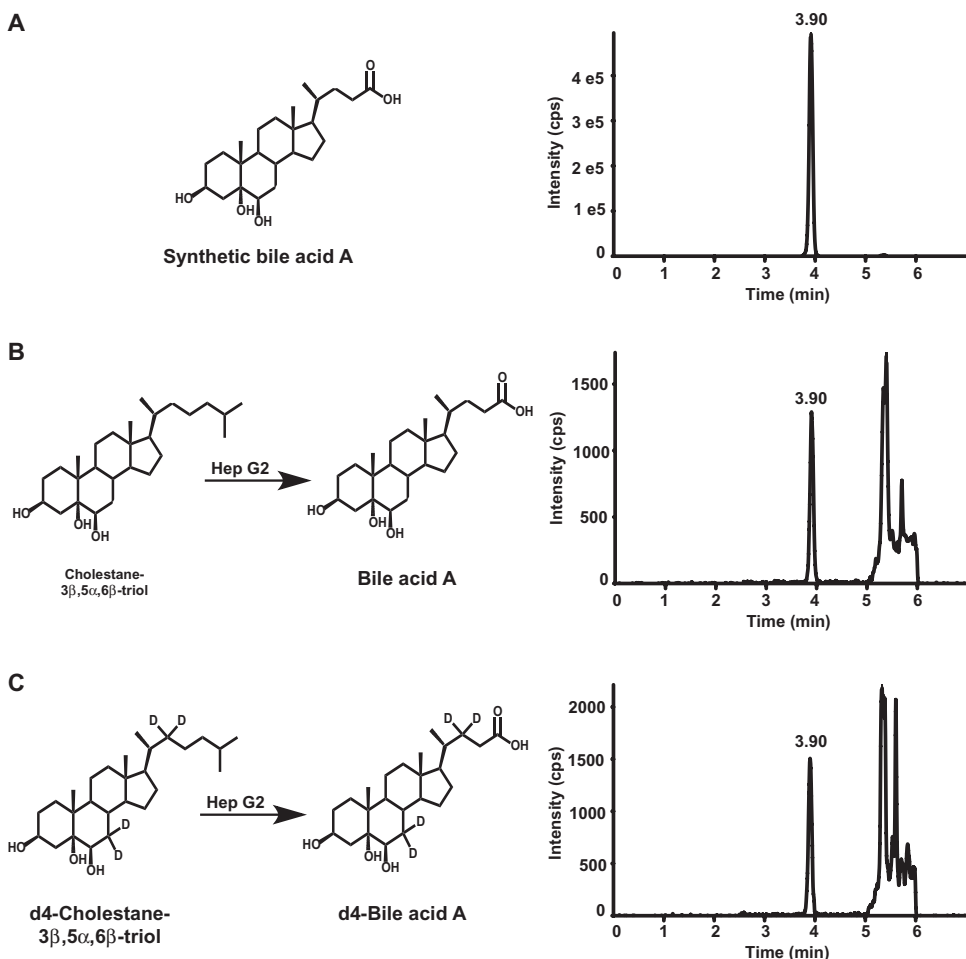 A
O
OH
HO
OH
OH
Synthetic bile acid A
3.90
Intensity (cps)
4 e5
3 e5
2 e5
1 e5
0
0 1 2 3 4 5 6
Time (min)
B
HO
OH
OH
Cholestane-
3β,5α,6β-triol
Hep G2
O
OH
HO
OH
OH
Bile acid A
3.90
Intensity (cps)
1500
1000
500
0
0 1 2 3 4 5 6
Time (min)
C
D D
D
D
HO
OH
OH
d4-Cholestane-
3β,5α,6β-triol
Hep G2
D D
O
OH
D
D
HO
OH
OH
d4-Bile acid A
3.90
Intensity (cps)
2000
1500
1000
500
0
0 1 2 3 4 5 6
Time (min)